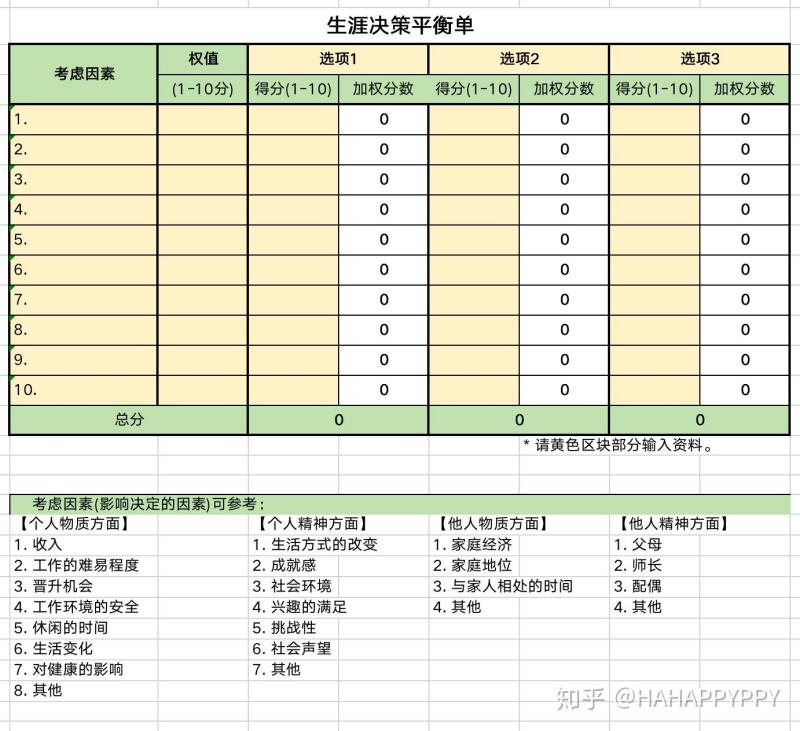 生涯决策平衡单
考虑因素 权值 选项1 选项2 选项3
(1-10分) 得分(1-10) 加权分数 得分(1-10) 加权分数 得分(1-10) 加权分数
1. 0 0 0
2. 0 0 0
3. 0 0 0
4. 0 0 0
5. 0 0 0
6. 0 0 0
7. 0 0 0
8. 0 0 0
9. 0 0 0
10. 0 0 0
总分 0 0 0
* 请黄色区块部分输入资料。
考虑因素(影响决定的因素)可参考:
【个人物质方面】 【个人精神方面】 【他人物质方面】 【他人精神方面】
1. 收入 1. 生活方式的改变 1. 家庭经济 1. 父母
2. 工作的难易程度 2. 成就感 2. 家庭地位 2. 师长
3. 晋升机会 3. 社会环境 3. 与家人相处的时间 3. 配偶
4. 工作环境的安全 4. 兴趣的满足 4. 其他 4. 其他
5. 休闲的时间 5. 挑战性
6. 生活变化 6. 社会声望
7. 对健康的影响 7. 其他
8. 其他
知乎 @HAHAPPYPPY